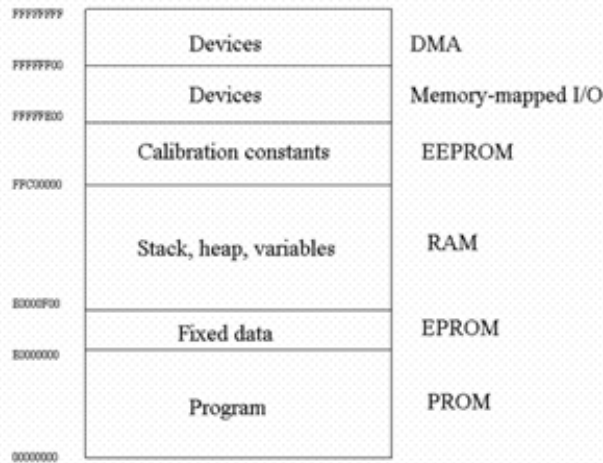 FFFFFFFF
Devices DMA
FFFFFF00
Devices Memory-mapped I/O
FFFFFE00
Calibration constants EEPROM
FFC00000
Stack, heap, variables RAM
E0000F00
Fixed data EPROM
E0000000
Program PROM
00000000